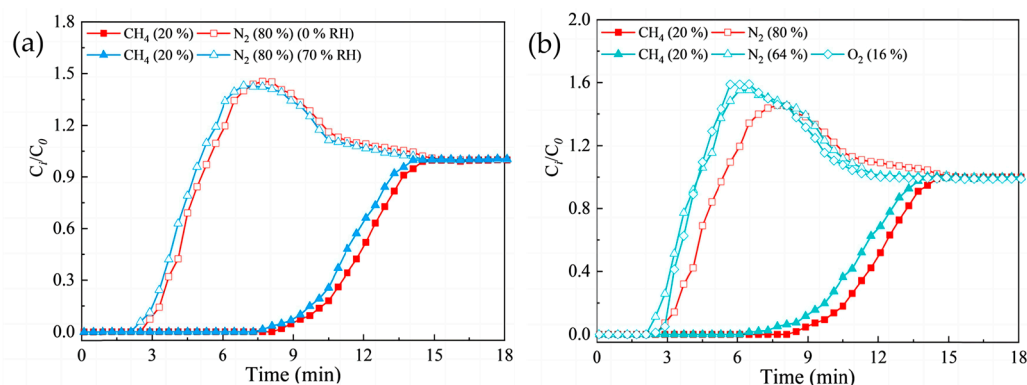 (a)
CH₄ (20 %) N₂ (80 %) (0 % RH)
CH₄ (20 %) N₂ (80 %) (70 % RH)
1.8
1.5
1.2
0.9
0.6
0.3
0.0
Cᵢ/C₀
0 3 6 9 12 15 18
Time (min)
(b)
CH₄ (20 %) N₂ (80 %)
CH₄ (20 %) N₂ (64 %) O₂ (16 %)
2.0
1.6
1.2
0.8
0.4
0.0
Cᵢ/C₀
0 3 6 9 12 15 18
Time (min)